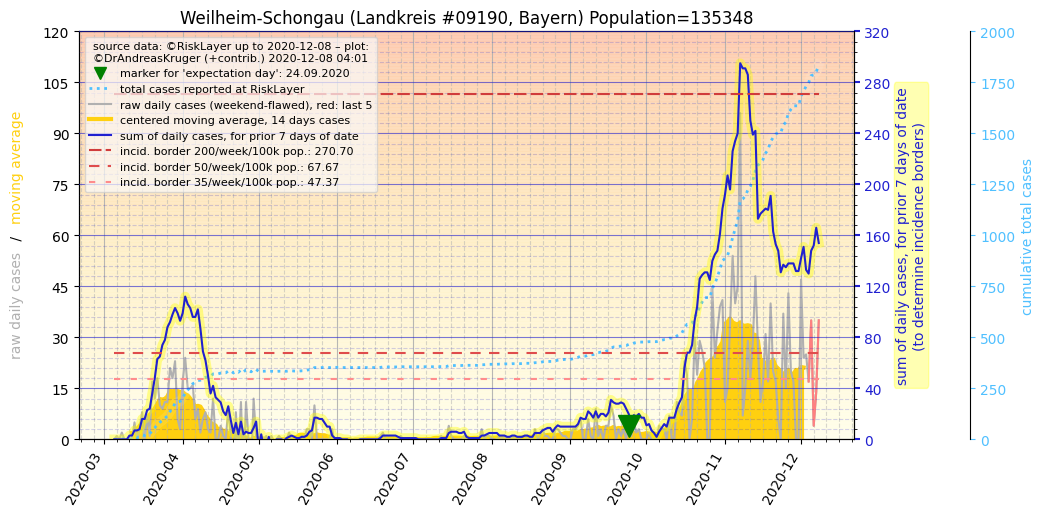 Weilheim-Schongau (Landkreis #09190, Bayern) Population=135348
source data: ©RiskLayer up to 2020-12-08 – plot:
©DrAndreasKruger (+contrib.) 2020-12-08 04:01
marker for 'expectation day': 24.09.2020
total cases reported at RiskLayer
raw daily cases (weekend-flawed), red: last 5
centered moving average, 14 days cases
sum of daily cases, for prior 7 days of date
incid. border 200/week/100k pop.: 270.70
incid. border 50/week/100k pop.: 67.67
incid. border 35/week/100k pop.: 47.37
raw daily cases / moving average
120
105
90
75
60
45
30
15
0
320
280
240
200
160
120
80
40
0
sum of daily cases, for prior 7 days of date
(to determine incidence borders)
2000
1750
1500
1250
1000
750
500
250
0
cumulative total cases
2020-03
2020-04
2020-05
2020-06
2020-07
2020-08
2020-09
2020-10
2020-11
2020-12